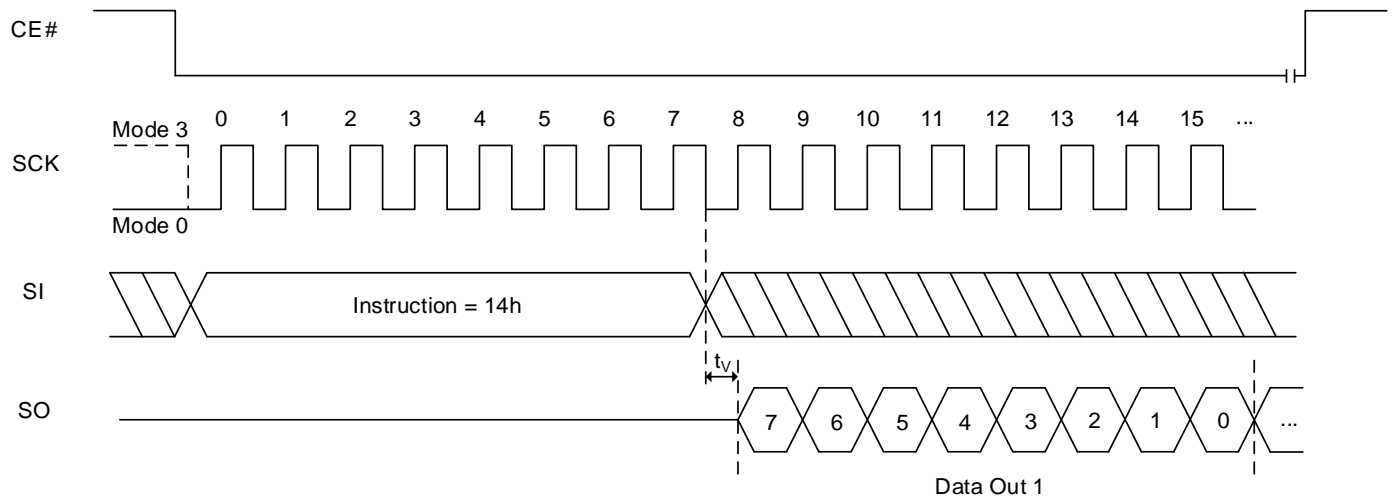 CE#
0 1 2 3 4 5 6 7 8 9 10 11 12 13 14 15 ...
Mode 3
SCK
Mode 0
SI
Instruction = 14h
tV
SO
7 6 5 4 3 2 1 0 ...
Data Out 1